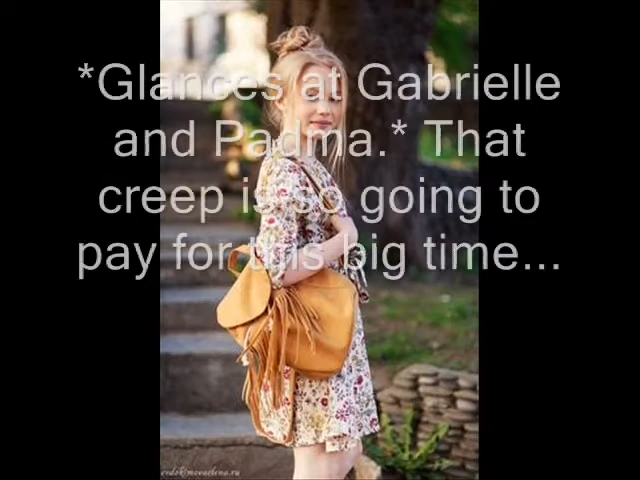 *Glances at Gabrielle
and Padma.* That
creep is so going to
pay for this big time...